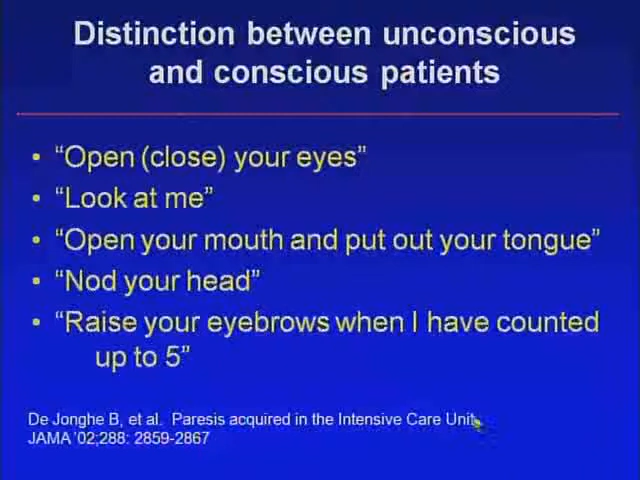 Distinction between unconscious
and conscious patients
• “Open (close) your eyes”
• “Look at me”
• “Open your mouth and put out your tongue”
• “Nod your head”
• “Raise your eyebrows when I have counted
up to 5”
De Jonghe B, et al. Paresis acquired in the Intensive Care Unit.
JAMA '02;288: 2859-2867